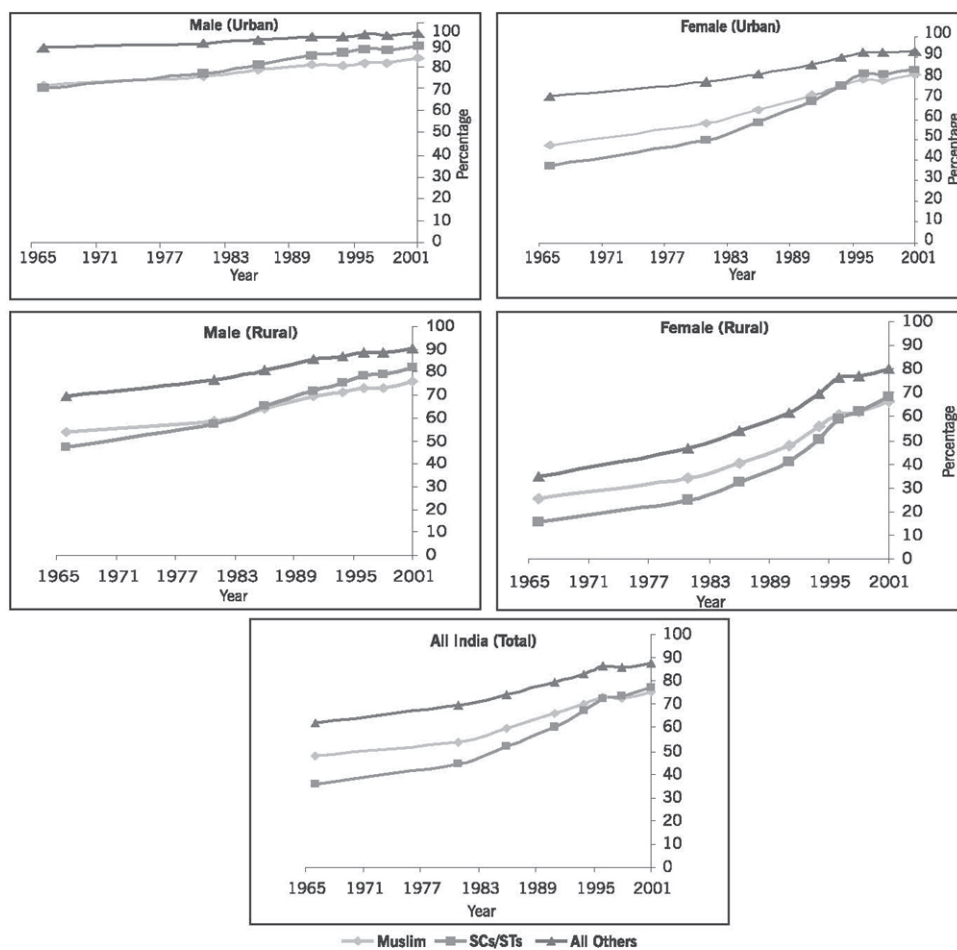 Male (Urban)
100
90
80
70
60
50
40
30
20
10
0
Percentage
1965 1971 1977 1983 1989 1995 2001
Year
Female (Urban)
100
90
80
70
60
50
40
30
20
10
0
Percentage
1965 1971 1977 1983 1989 1995 2001
Year
Male (Rural)
100
90
80
70
60
50
40
30
20
10
0
1965 1971 1977 1983 1989 1995 2001
Year
Female (Rural)
100
90
80
70
60
50
40
30
20
10
0
Percentage
1965 1971 1977 1983 1989 1995 2001
Year
All India (Total)
100
90
80
70
60
50
40
30
20
10
0
1965 1971 1977 1983 1989 1995 2001
Year
Muslim SCs/STs All Others